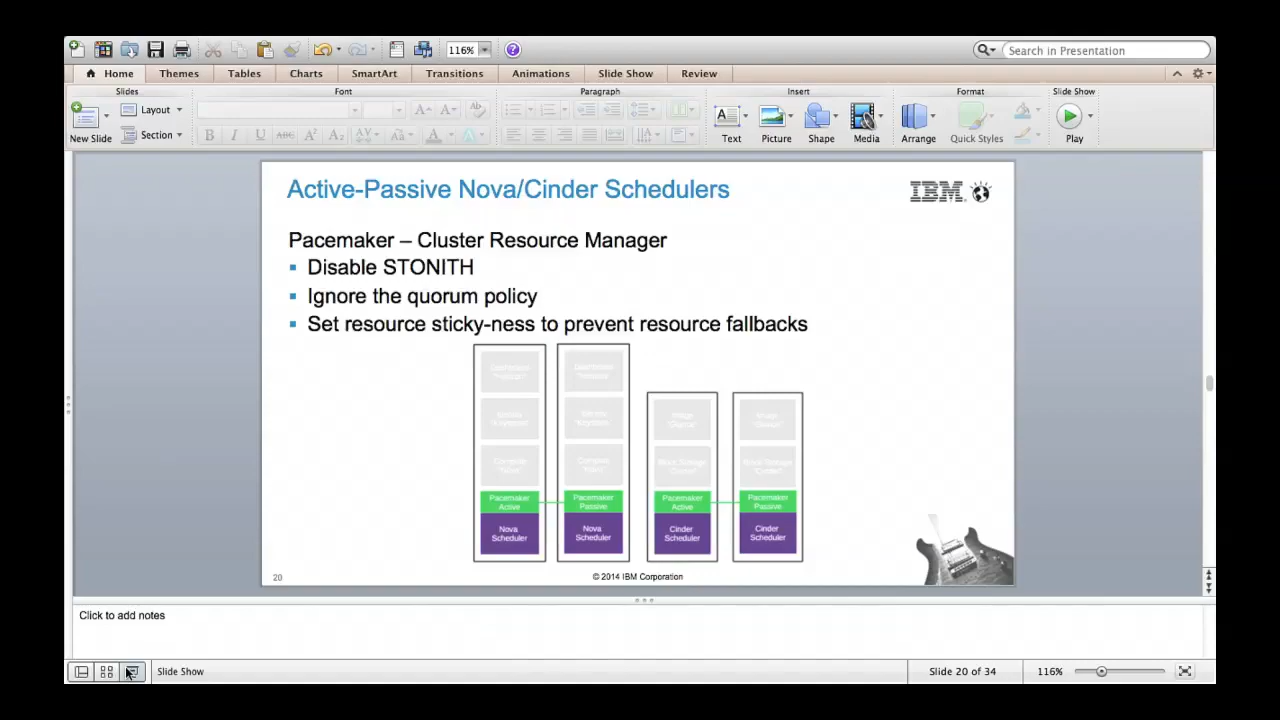 116%
Search in Presentation
Home
Themes
Tables
Charts
SmartArt
Transitions
Animations
Slide Show
Review
Slides
Font
Paragraph
Insert
Format
Slide Show
New Slide
Layout
Section
B I U ABC A² A₂
Text
Picture
Shape
Media
Arrange
Quick Styles
Play
Active-Passive Nova/Cinder Schedulers
IBM
Pacemaker – Cluster Resource Manager
Disable STONITH
Ignore the quorum policy
Set resource sticky-ness to prevent resource fallbacks
Pacemaker
Active
Nova
Scheduler
Pacemaker
Passive
Nova
Scheduler
Pacemaker
Active
Cinder
Scheduler
Pacemaker
Passive
Cinder
Scheduler
20
© 2014 IBM Corporation
Click to add notes
Slide Show
Slide 20 of 34
116%